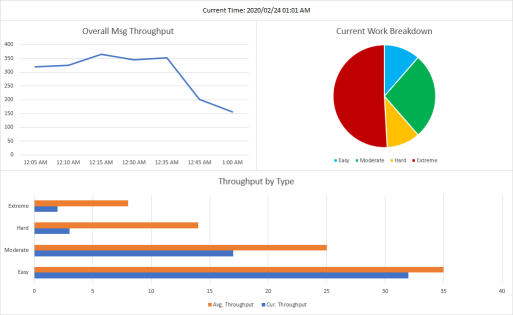 Current Time: 2020/02/24 01:01 AM
Overall Msg Throughput
400
350
300
250
200
150
100
50
0
12:05 AM 12:10 AM 12:15 AM 12:30 AM 12:35 AM 12:45 AM 1:00 AM
Current Work Breakdown
Easy Moderate Hard Extreme
Throughput by Type
Extreme
Hard
Moderate
Easy
0 5 10 15 20 25 30 35 40
Avg. Throughput Cur. Throughput